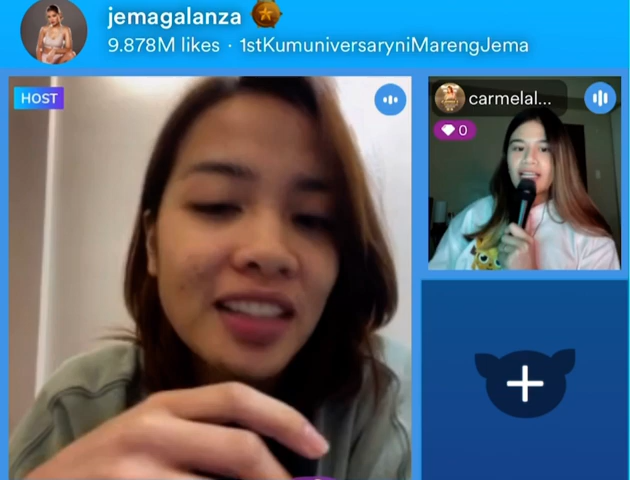 jemagalanza
9.878M likes · 1stKumuniversaryniMarengJema
HOST
carmelal...
0